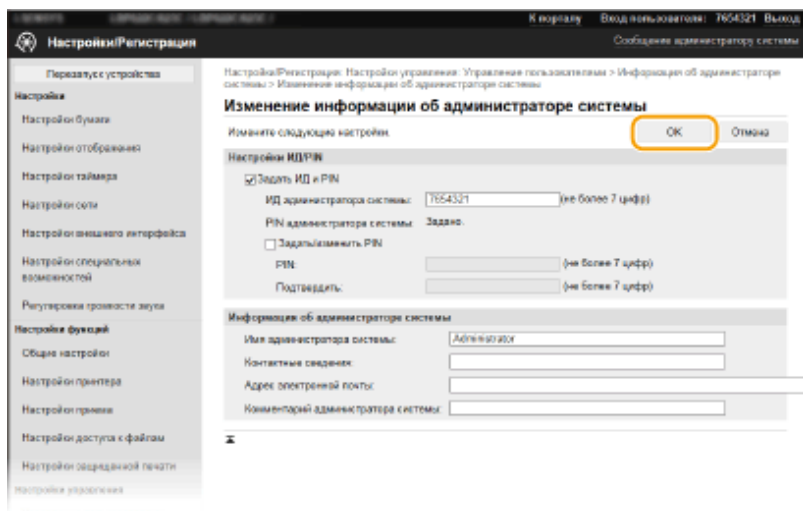 К порталу Вход пользователя: 7654321 Выход
Настройки/Регистрация
Сообщение администратору системы
Перезапуск устройства
Настройка
Настройки бумаги
Настройки отображения
Настройки таймера
Настройки сети
Настройки внешнего интерфейса
Настройки специальных
возможностей
Регулировка громкости звука
Настройки функций
Общие настройки
Настройки принтера
Настройки приема
Настройки доступа к файлам
Настройки защищенной печати
Настройки управления
Настройки/Регистрация: Настройки управления: Управление пользователями > Информация об администраторе
системы > Изменение информации об администраторе системы
Изменение информации об администраторе системы
Измените следующие настройки.
OK Отмена
Настройки ИД/PIN
Задать ИД и PIN
ИД администратора системы: 7654321 (не более 7 цифр)
PIN администратора системы: Задано.
Задать/изменить PIN
PIN: (не более 7 цифр)
Подтвердить: (не более 7 цифр)
Информация об администраторе системы
Имя администратора системы: Administrator
Контактные сведения:
Адрес электронной почты:
Комментарий администратора системы: